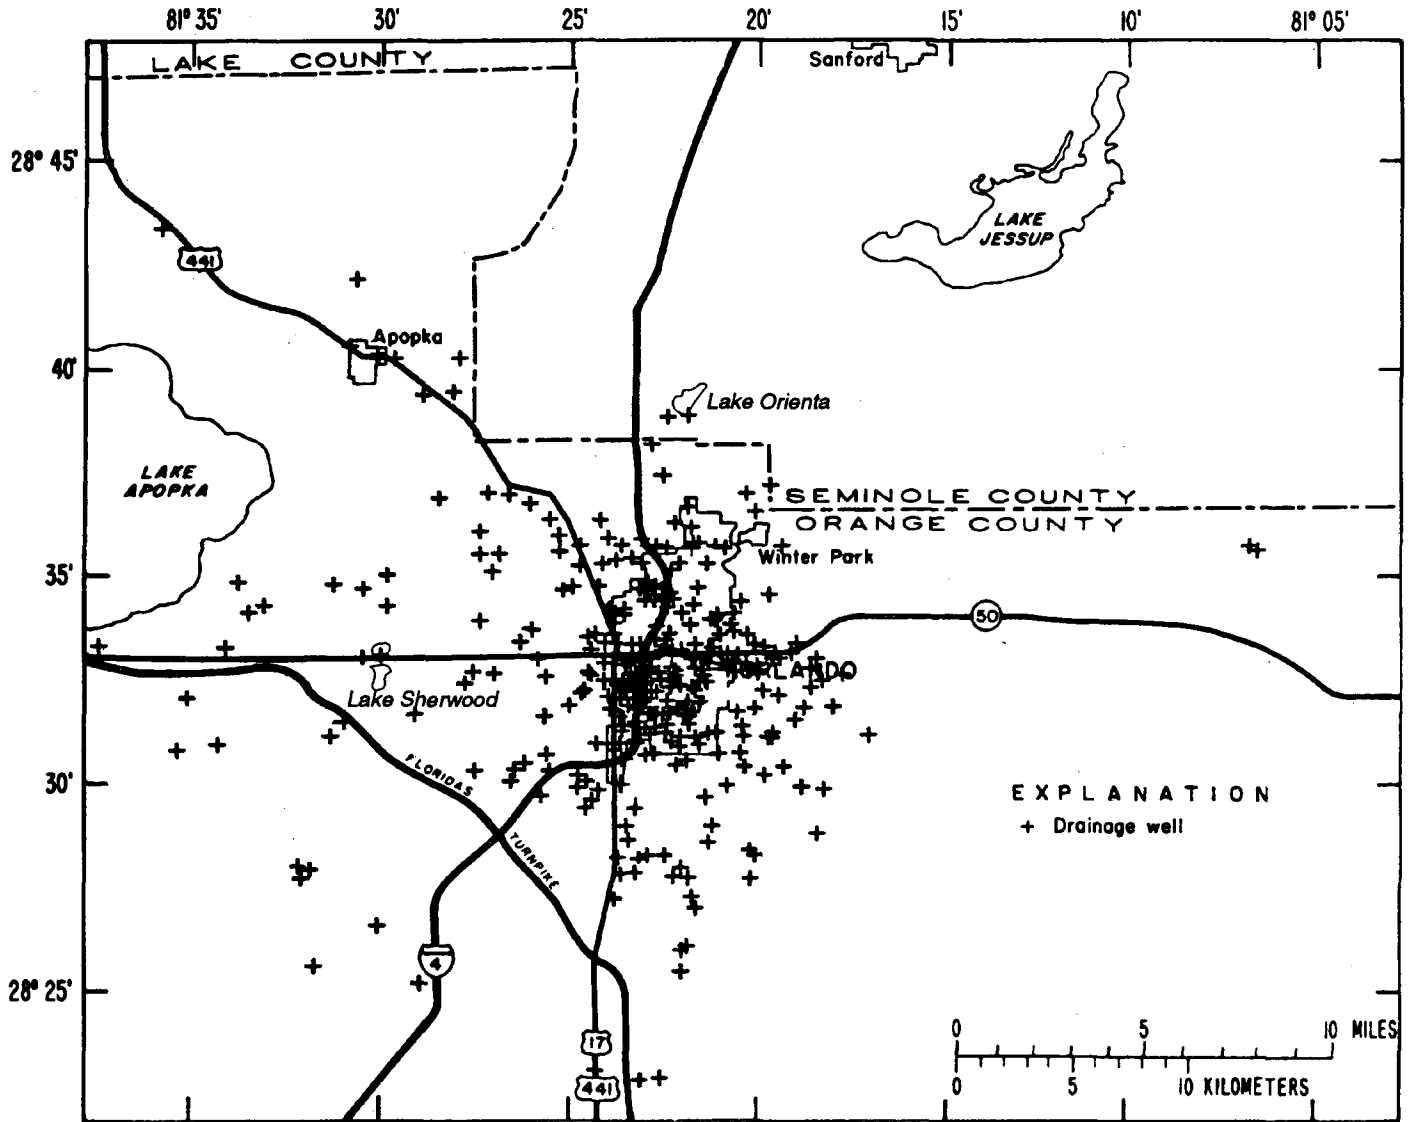 81° 35' 30' 25' 20' 15' 10' 81° 05'
LAKE COUNTY
Sanford
28° 45'
LAKE
JESSUP
441
Apopka
40'
Lake Orienta
LAKE
APOPKA
SEMINOLE COUNTY
ORANGE COUNTY
Winter Park
35'
50
ORLANDO
Lake Sherwood
FLORIDAS
TURNPIKE
30'
EXPLANATION
+ Drainage well
4
28° 25'
17
441
0 5 10 MILES
0 5 10 KILOMETERS